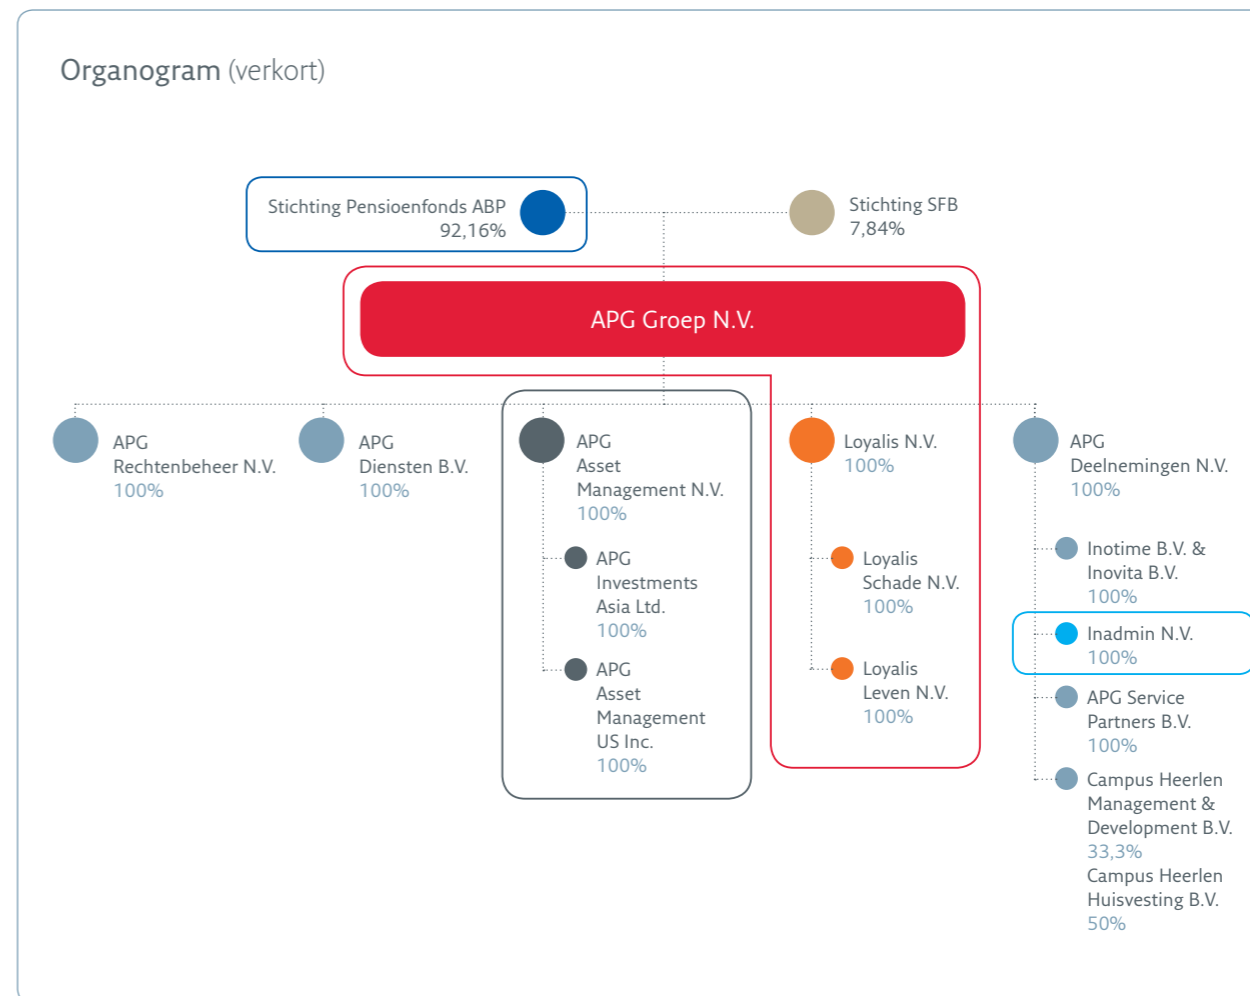 Organogram (verkort)
Stichting Pensioenfonds ABP
92,16%
Stichting SFB
7,84%
APG Groep N.V.
APG
Rechtenbeheer N.V.
100%
APG
Diensten B.V.
100%
APG
Asset
Management N.V.
100%
APG
Investments
Asia Ltd.
100%
APG
Asset
Management
US Inc.
100%
Loyalis N.V.
100%
Loyalis
Schade N.V.
100%
Loyalis
Leven N.V.
100%
APG
Deelnemingen N.V.
100%
Inotime B.V. &
Inovita B.V.
100%
Inadmin N.V.
100%
APG Service
Partners B.V.
100%
Campus Heerlen
Management &
Development B.V.
33,3%
Campus Heerlen
Huisvesting B.V.
50%